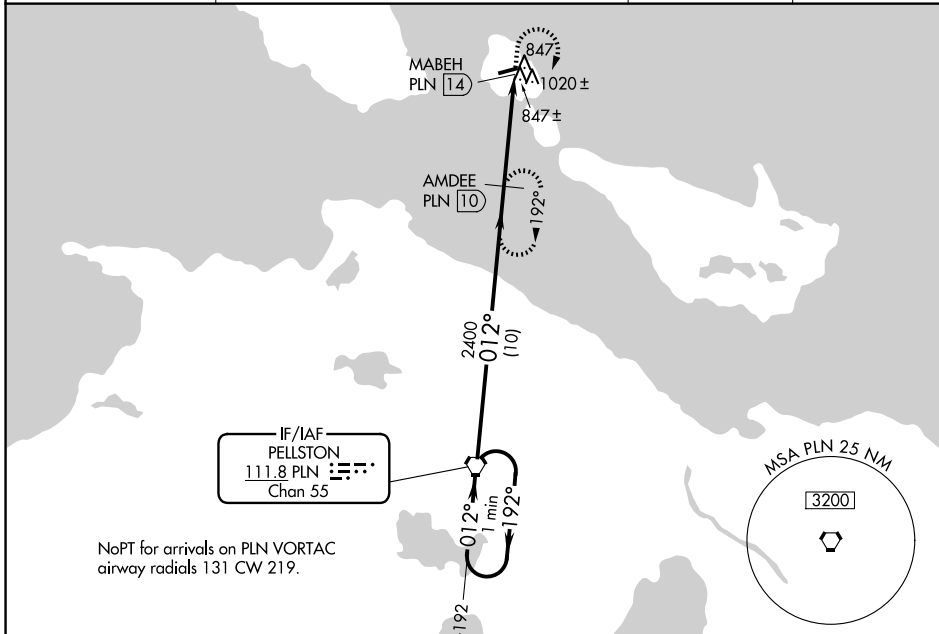 847
MABEH
PLN 14
1020 ±
847 ±
AMDEE
PLN 10
192°
2400
012°
(10)
IF/IAF
PELLSTON
111.8 PLN
Chan 55
012°
1 min
192°
192
NoPT for arrivals on PLN VORTAC
airway radials 131 CW 219.
MSA PLN 25 NM
3200